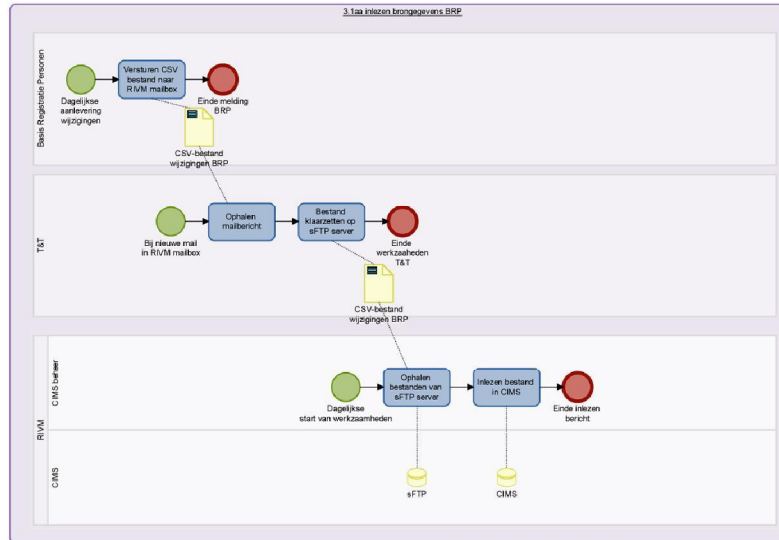 3.1aa inlezen brongegevens BRP
Basis Registratie Personen
Dagelijkse
aanlevering
wijzigingen
Versturen CSV
bestand naar
RIVM mailbox
Einde melding
BRP
CSV-bestand
wijzigingen BRP
T&T
Bij nieuwe mail
in RIVM mailbox
Ophalen
mailbericht
Bestand
klaarzetten op
sFTP server
Einde
werkzaaheden
T&T
CSV-bestand
wijzigingen BRP
RIVM
CIMS-beheer
Dagelijkse
start van werkzaamheden
Ophalen
bestanden van
sFTP server
Inlezen bestand
in CIMS
Einde inlezen
bericht
CIMS
sFTP
CIMS